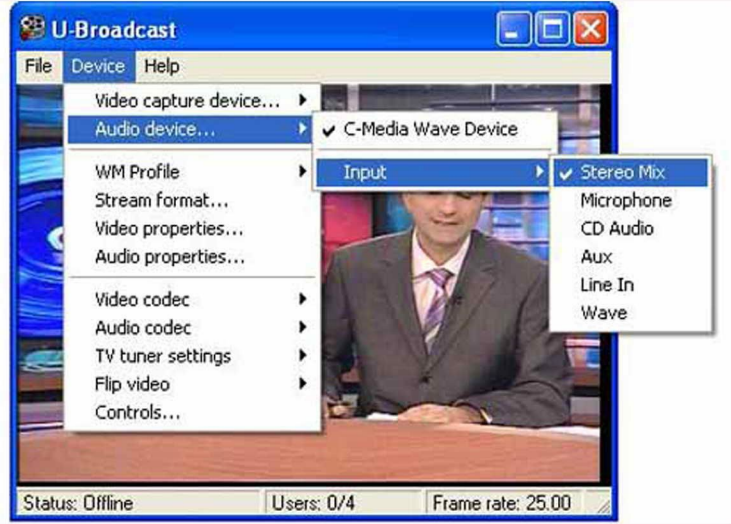 U-Broadcast
File Device Help
Video capture device...
Audio device...
WM Profile
Stream format...
Video properties...
Audio properties...
Video codec
Audio codec
TV tuner settings
Flip video
Controls...
C-Media Wave Device
Input
Stereo Mix
Microphone
CD Audio
Aux
Line In
Wave
Status: Offline Users: 0/4 Frame rate: 25.00